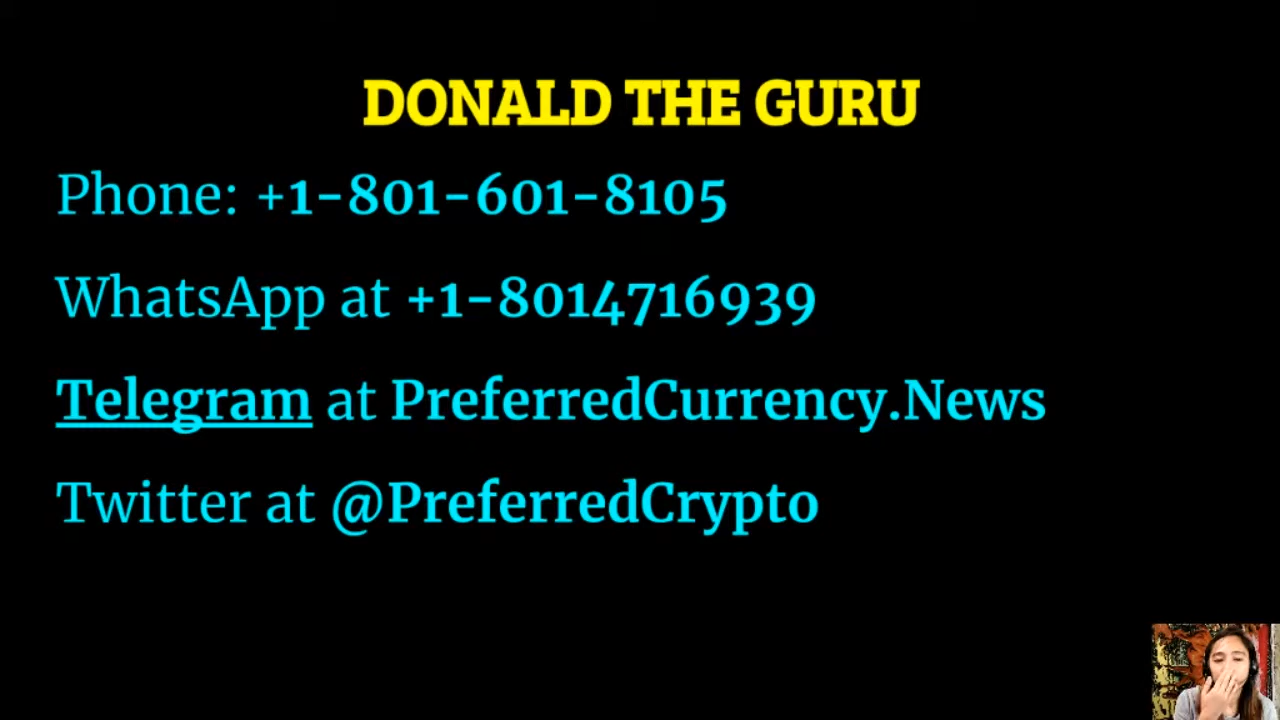 DONALD THE GURU
Phone: +1-801-601-8105
WhatsApp at +1-8014716939
Telegram at PreferredCurrency.News
Twitter at @PreferredCrypto